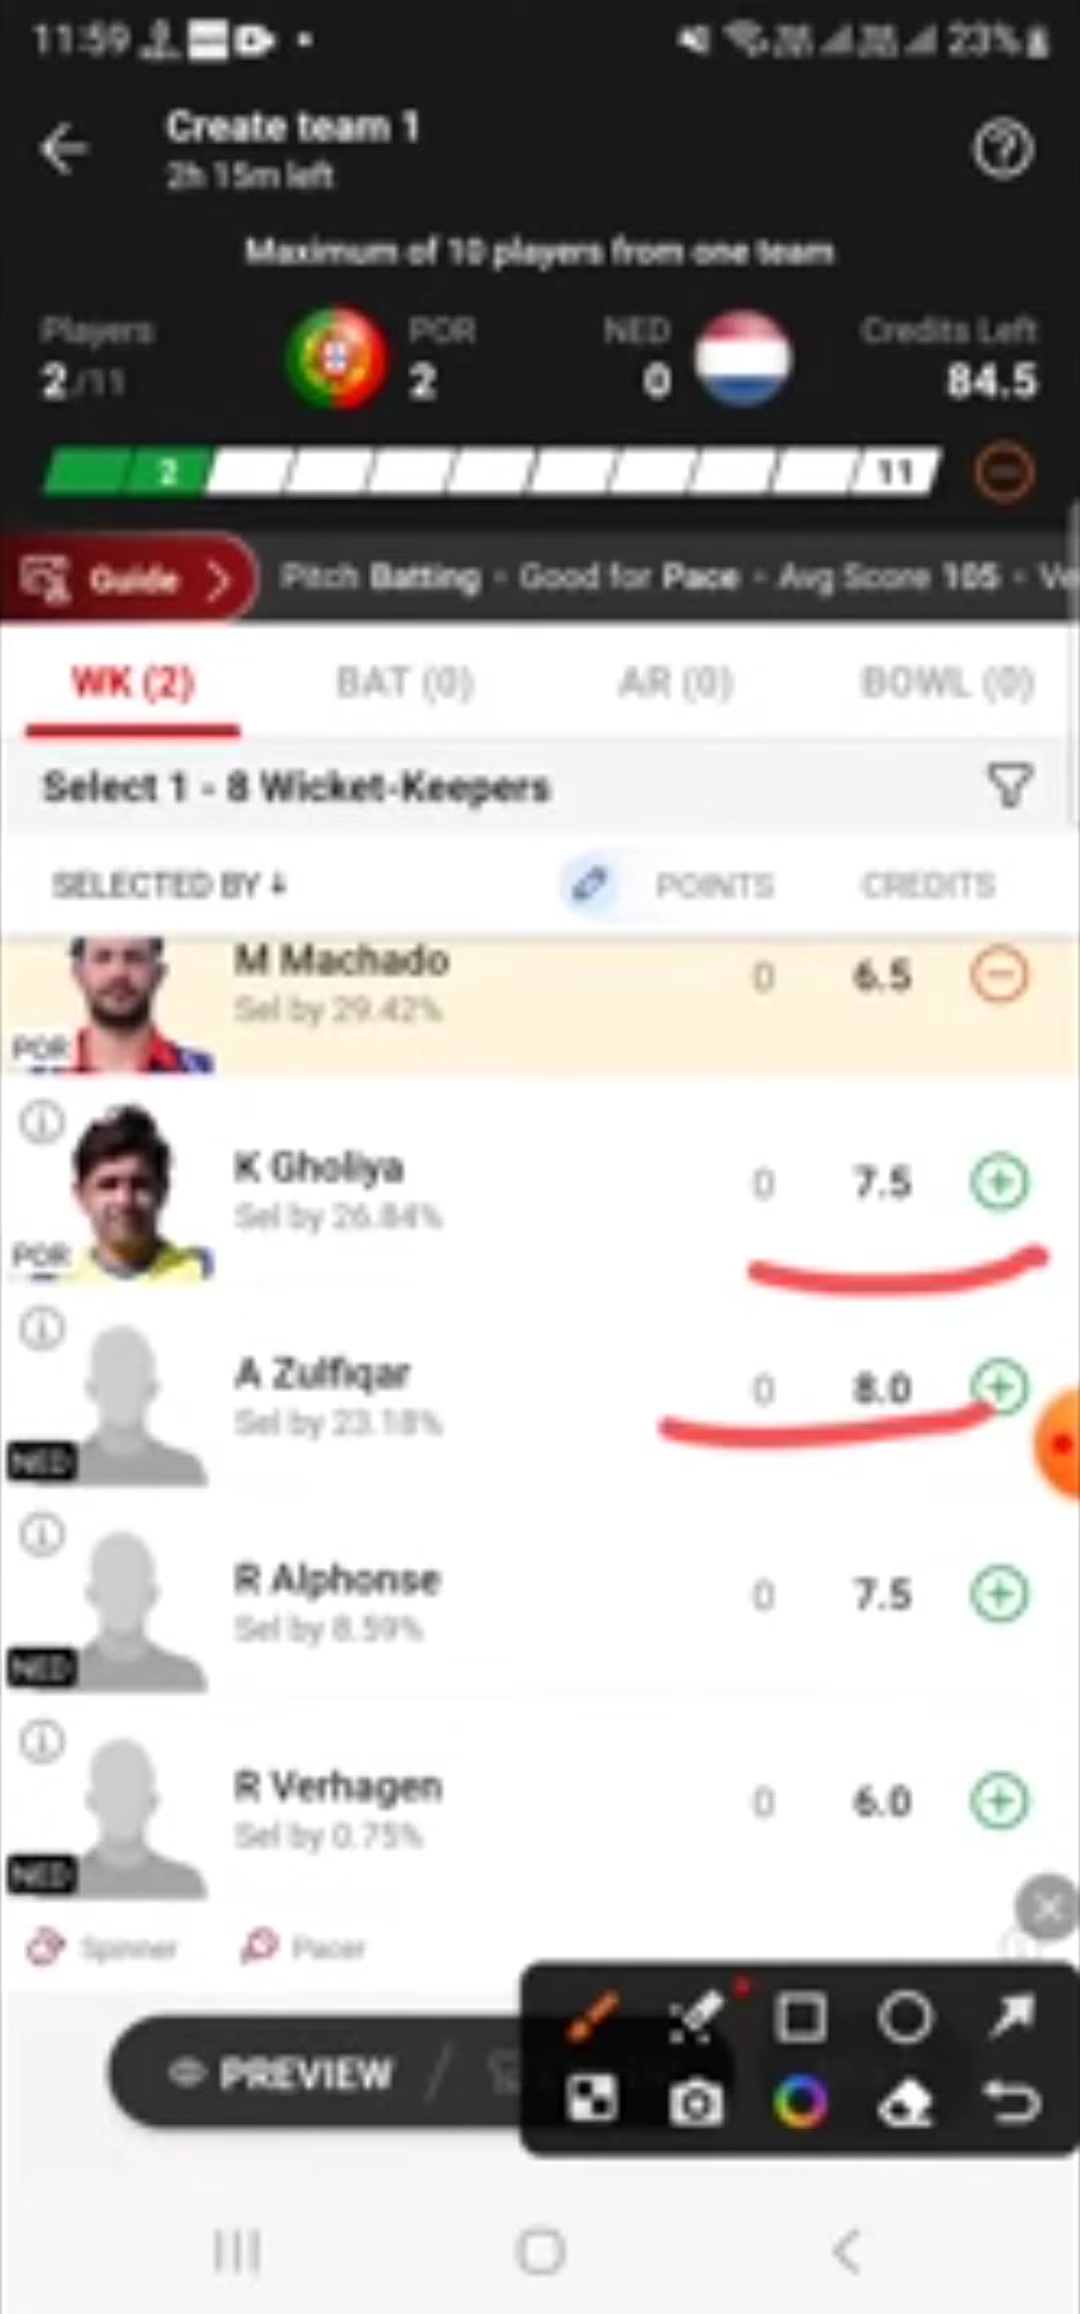 11:59 23%
Create team 1
2h 15m left
Maximum of 10 players from one team
Players POR NED Credits Left
2/11 2 0 84.5
2 11
Guide Pitch Batting - Good for Pace - Avg Score 105 - Ve
WK (2) BAT (0) AR (0) BOWL (0)
Select 1 - 8 Wicket-Keepers
SELECTED BY ↓ POINTS CREDITS
M Machado 0 6.5
Sel by 29.42%
POR
K Gholiya 0 7.5
Sel by 26.84%
POR
A Zulfiqar 0 8.0
Sel by 23.18%
NED
R Alphonse 0 7.5
Sel by 8.59%
NED
R Verhagen 0 6.0
Sel by 0.75%
NED
Spinner Pacer
PREVIEW /